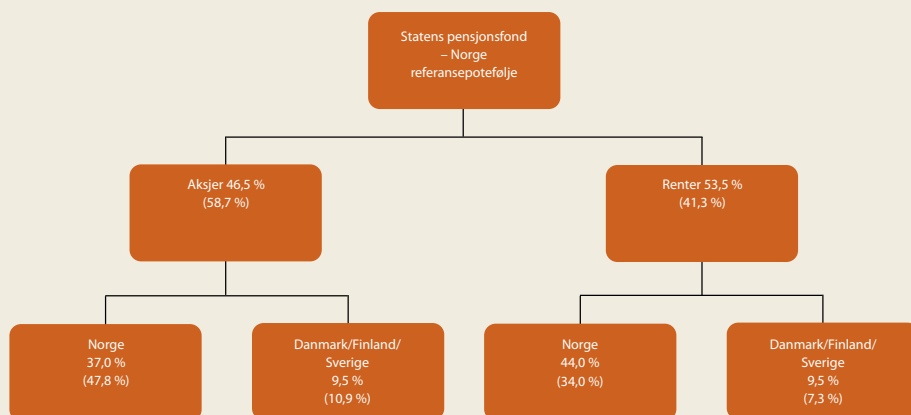 Statens pensjonsfond
– Norge
referansepotefølje
Aksjer 46,5 %
(58,7 %)
Renter 53,5 %
(41,3 %)
Norge
37,0 %
(47,8 %)
Danmark/Finland/
Sverige
9,5 %
(10,9 %)
Norge
44,0 %
(34,0 %)
Danmark/Finland/
Sverige
9,5 %
(7,3 %)